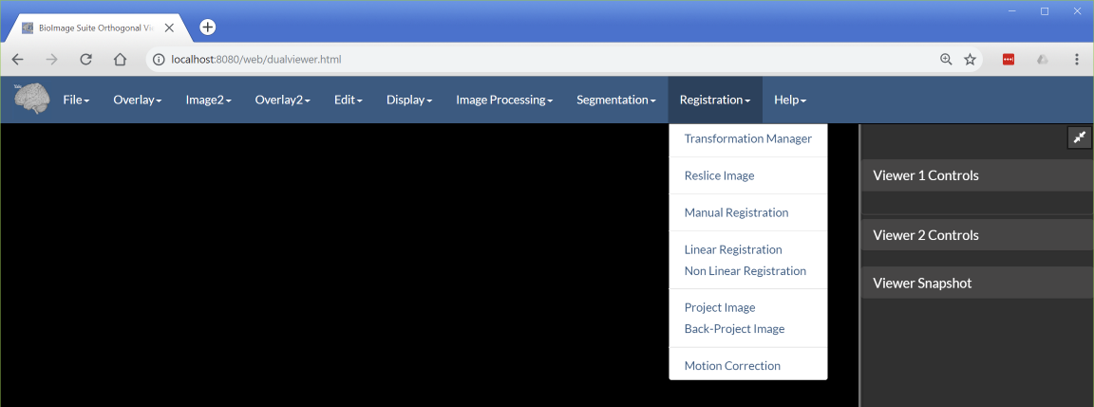 BioImage Suite Orthogonal Vi
localhost:8080/web/dualviewer.html
File Overlay Image2 Overlay2 Edit Display Image Processing Segmentation Registration Help
Transformation Manager
Reslice Image
Manual Registration
Linear Registration
Non Linear Registration
Project Image
Back-Project Image
Motion Correction
Viewer 1 Controls
Viewer 2 Controls
Viewer Snapshot